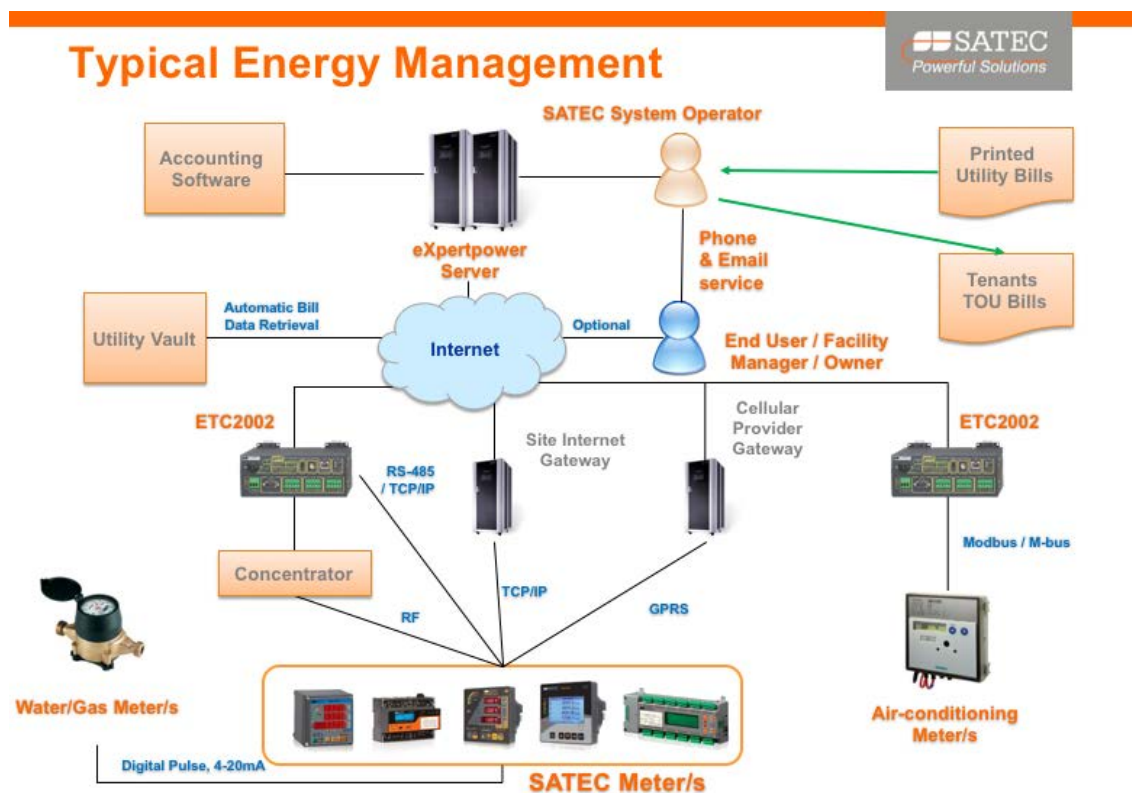 Typical Energy Management
SATEC
Powerful Solutions
SATEC System Operator
Accounting
Software
Printed
Utility Bills
eXpertpower
Server
Phone
& Email
service
Tenants
TOU Bills
Utility Vault
Automatic Bill
Data Retrieval
Internet
Optional
End User / Facility
Manager / Owner
ETC2002
Site Internet
Gateway
Cellular
Provider
Gateway
ETC2002
RS-485
/ TCP/IP
Modbus / M-bus
Concentrator
RF
TCP/IP
GPRS
Water/Gas Meter/s
Air-conditioning
Meter/s
Digital Pulse, 4-20mA
SATEC Meter/s